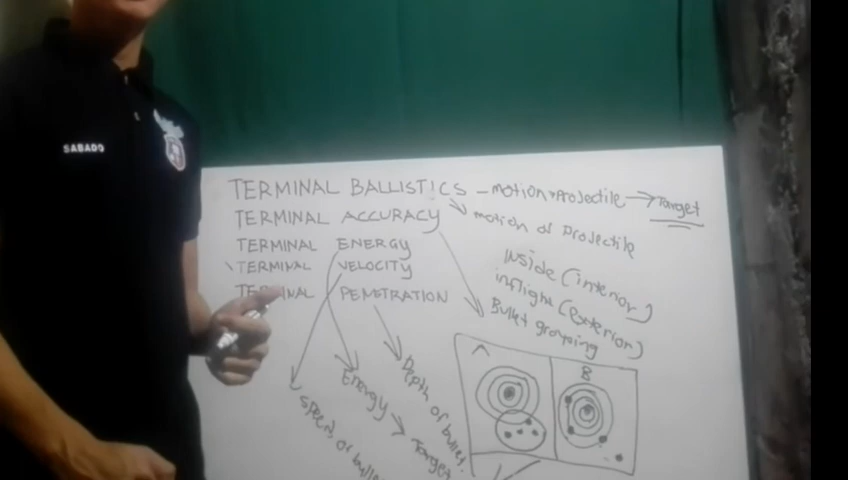 SABADO
TERMINAL BALLISTICS - motion → Projectile → Target
TERMINAL ACCURACY
motion of Projectile
TERMINAL ENERGY
TERMINAL VELOCITY
TERMINAL PENETRATION
Inside (interior)
inflight (exterior)
Bullet grouping
A
B
Depth of bullet.
Energy → Target
speed of bullet